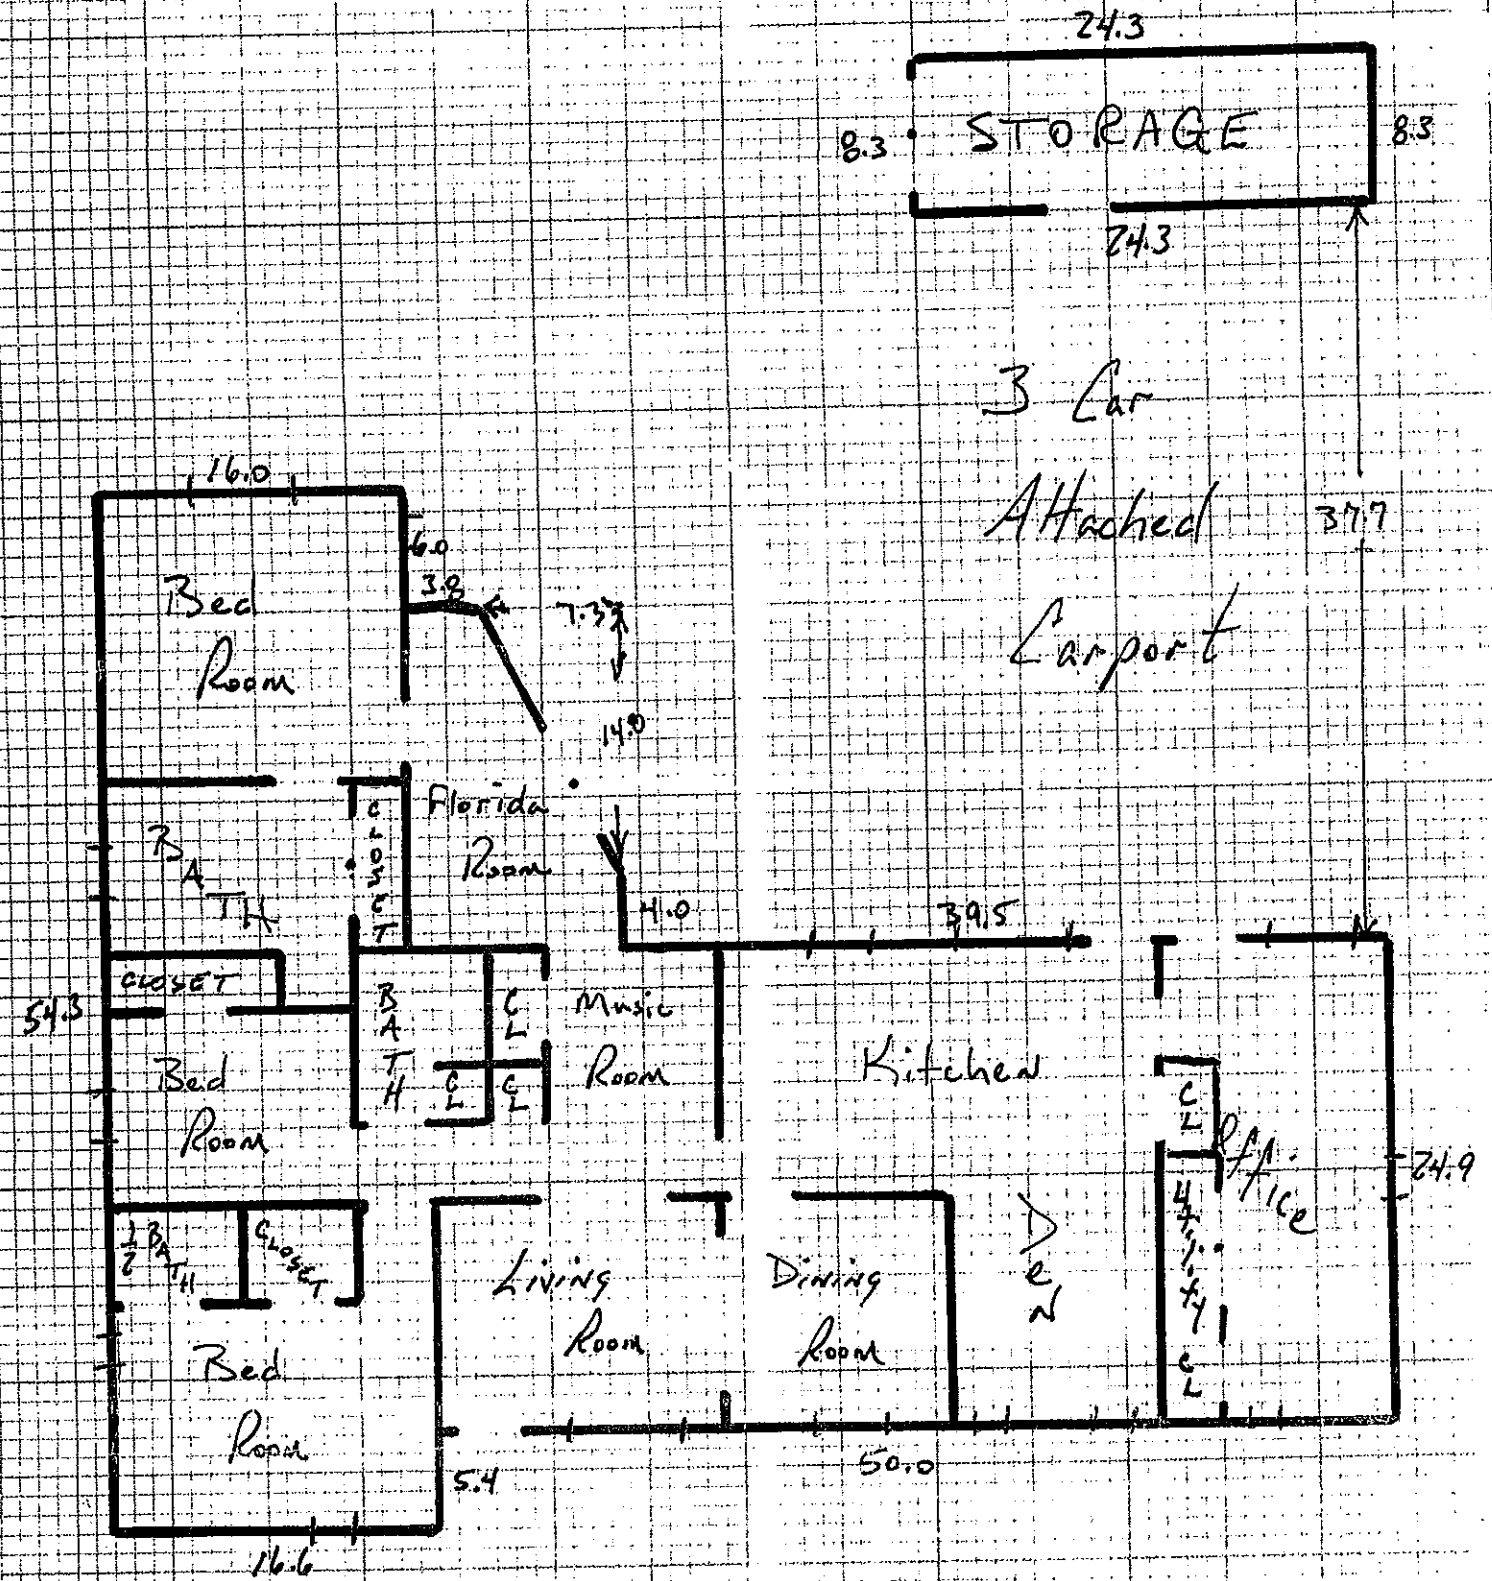 24.3
8.3
STORAGE
8.3
24.3
3 Car
Attached
37.7
Carport
16.0
6.0
3.8
7.3
Bed
Room
14.0
Florida
Room
CLOSET
BATH
4.0
39.5
CLOSET
54.3
BATH
CL
CL
CL
Music
Room
Kitchen
Bed
Room
CL
Office
24.9
Utility
CL
1/2 BATH
CLOSET
Living
Room
Dining
Room
Den
Bed
Room
5.4
50.0
16.6